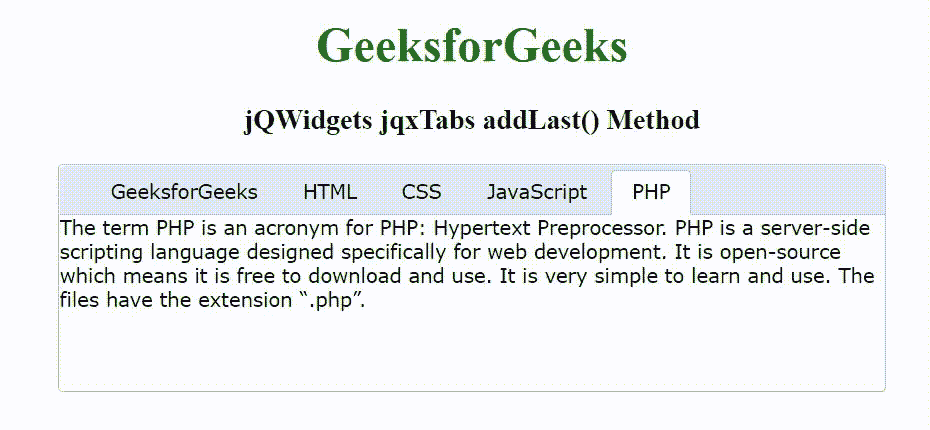 GeeksforGeeks
jQWidgets jqxTabs addLast() Method
GeeksforGeeks HTML CSS JavaScript PHP
The term PHP is an acronym for PHP: Hypertext Preprocessor. PHP is a server-side
scripting language designed specifically for web development. It is open-source
which means it is free to download and use. It is very simple to learn and use. The
files have the extension “.php”.